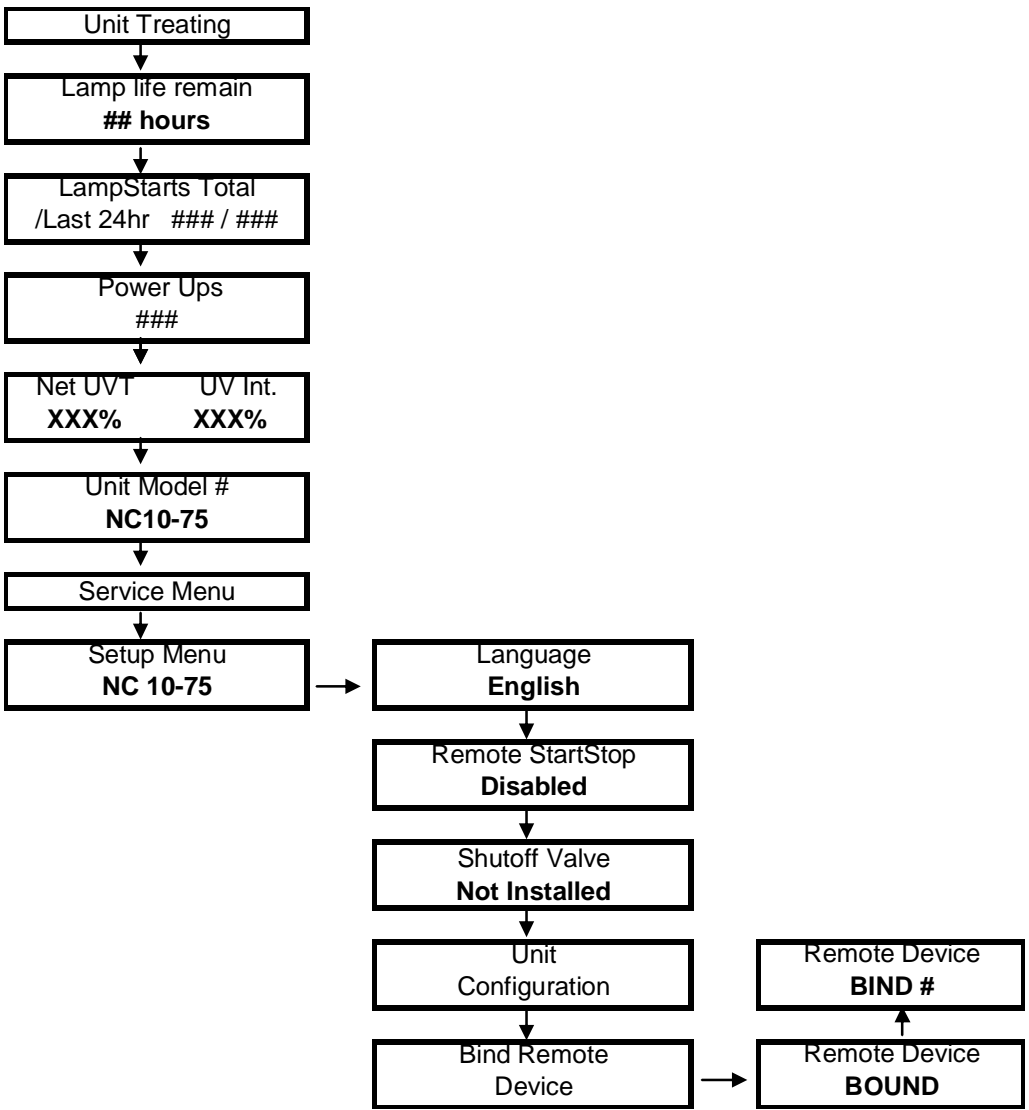 Unit Treating
Lamp life remain
## hours
LampStarts Total
/Last 24hr ### / ###
Power Ups
###
Net UVT UV Int.
XXX% XXX%
Unit Model #
NC10-75
Service Menu
Setup Menu
NC 10-75
Language
English
Remote StartStop
Disabled
Shutoff Valve
Not Installed
Unit
Configuration
Bind Remote
Device
Remote Device
BOUND
Remote Device
BIND #